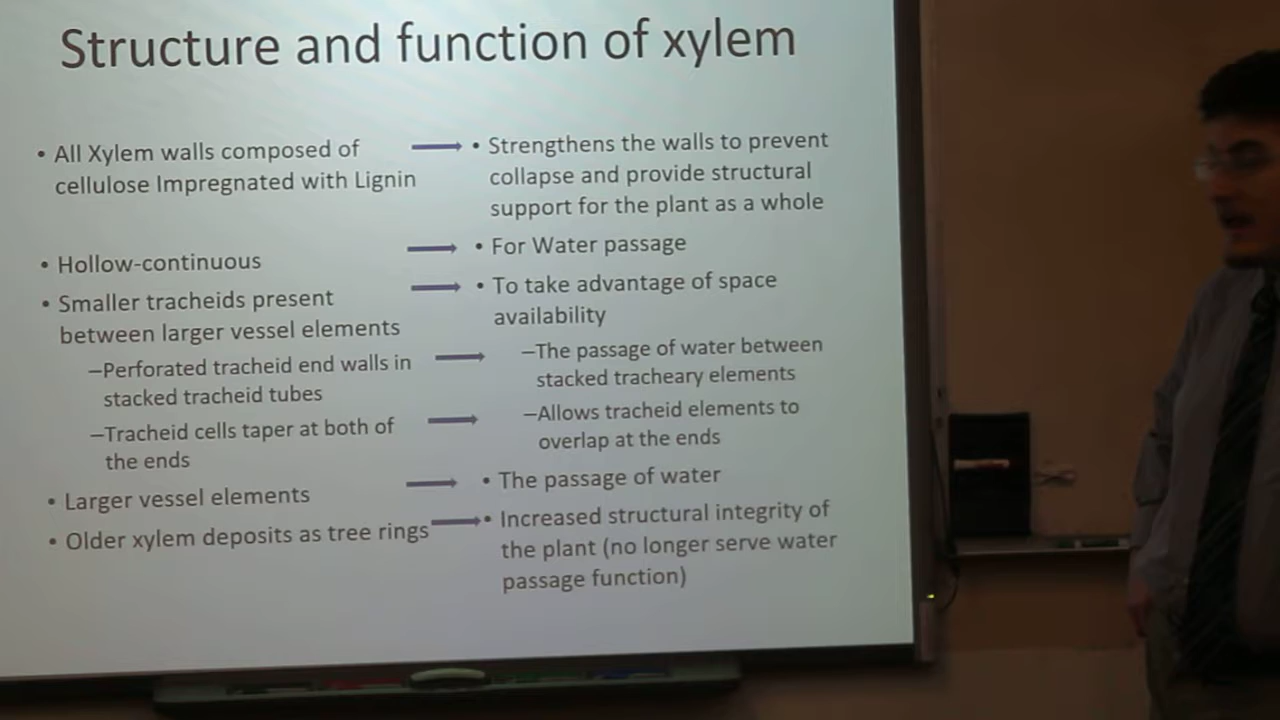 Structure and function of xylem
• All Xylem walls composed of
cellulose Impregnated with Lignin
• Strengthens the walls to prevent
collapse and provide structural
support for the plant as a whole
• Hollow-continuous
• For Water passage
• Smaller tracheids present
between larger vessel elements
• To take advantage of space
availability
–Perforated tracheid end walls in
stacked tracheid tubes
–The passage of water between
stacked tracheary elements
–Tracheid cells taper at both of
the ends
–Allows tracheid elements to
overlap at the ends
• Larger vessel elements
• The passage of water
• Older xylem deposits as tree rings
• Increased structural integrity of
the plant (no longer serve water
passage function)